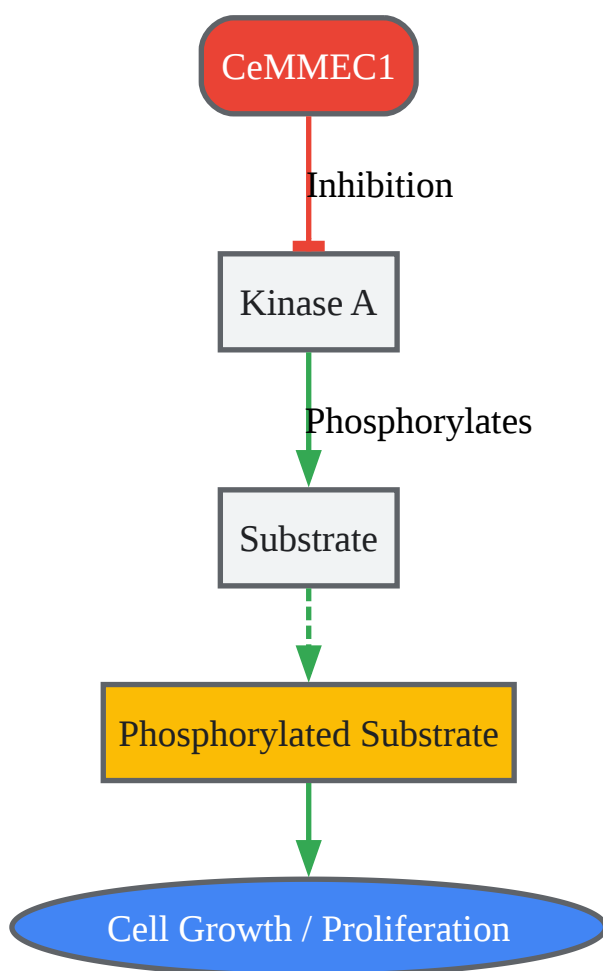 CeMMEC1
Inhibition
Kinase A
Phosphorylates
Substrate
Phosphorylated Substrate
Cell Growth / Proliferation